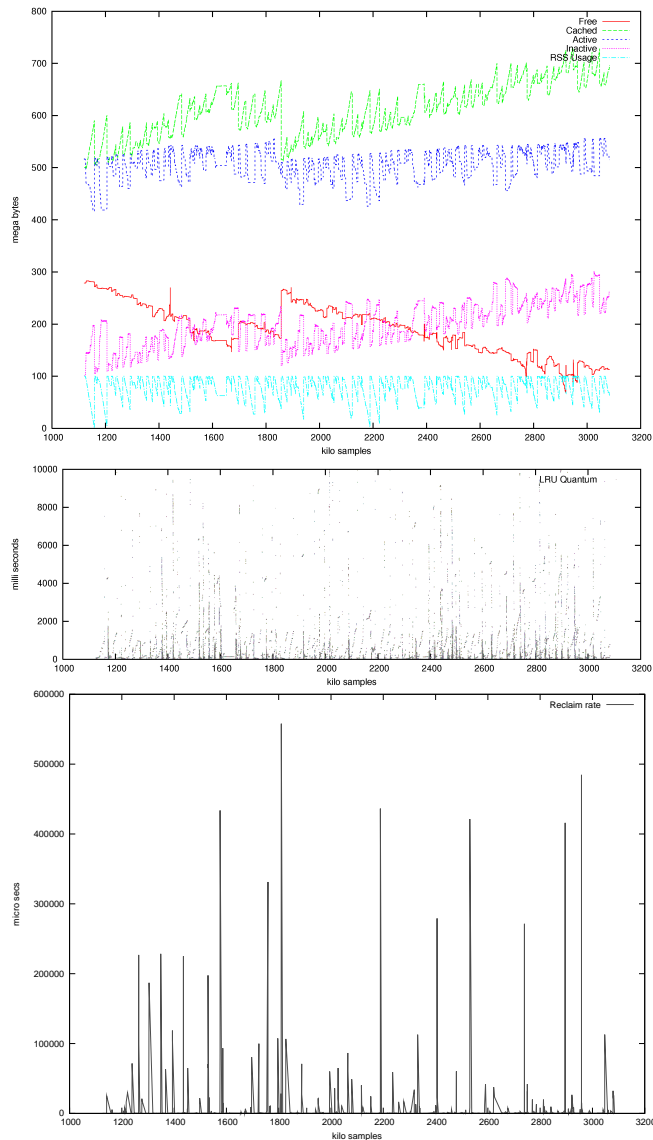 800
700
600
500
400
300
200
100
0
mega bytes
Free
Cached
Active
Inactive
RSS Usage
1000 1200 1400 1600 1800 2000 2200 2400 2600 2800 3000 3200
kilo samples
10000
8000
6000
4000
2000
0
milli seconds
LRU Quantum
1000 1200 1400 1600 1800 2000 2200 2400 2600 2800 3000 3200
kilo samples
600000
500000
400000
300000
200000
100000
0
micro secs
Reclaim rate
1000 1200 1400 1600 1800 2000 2200 2400 2600 2800 3000 3200
kilo samples